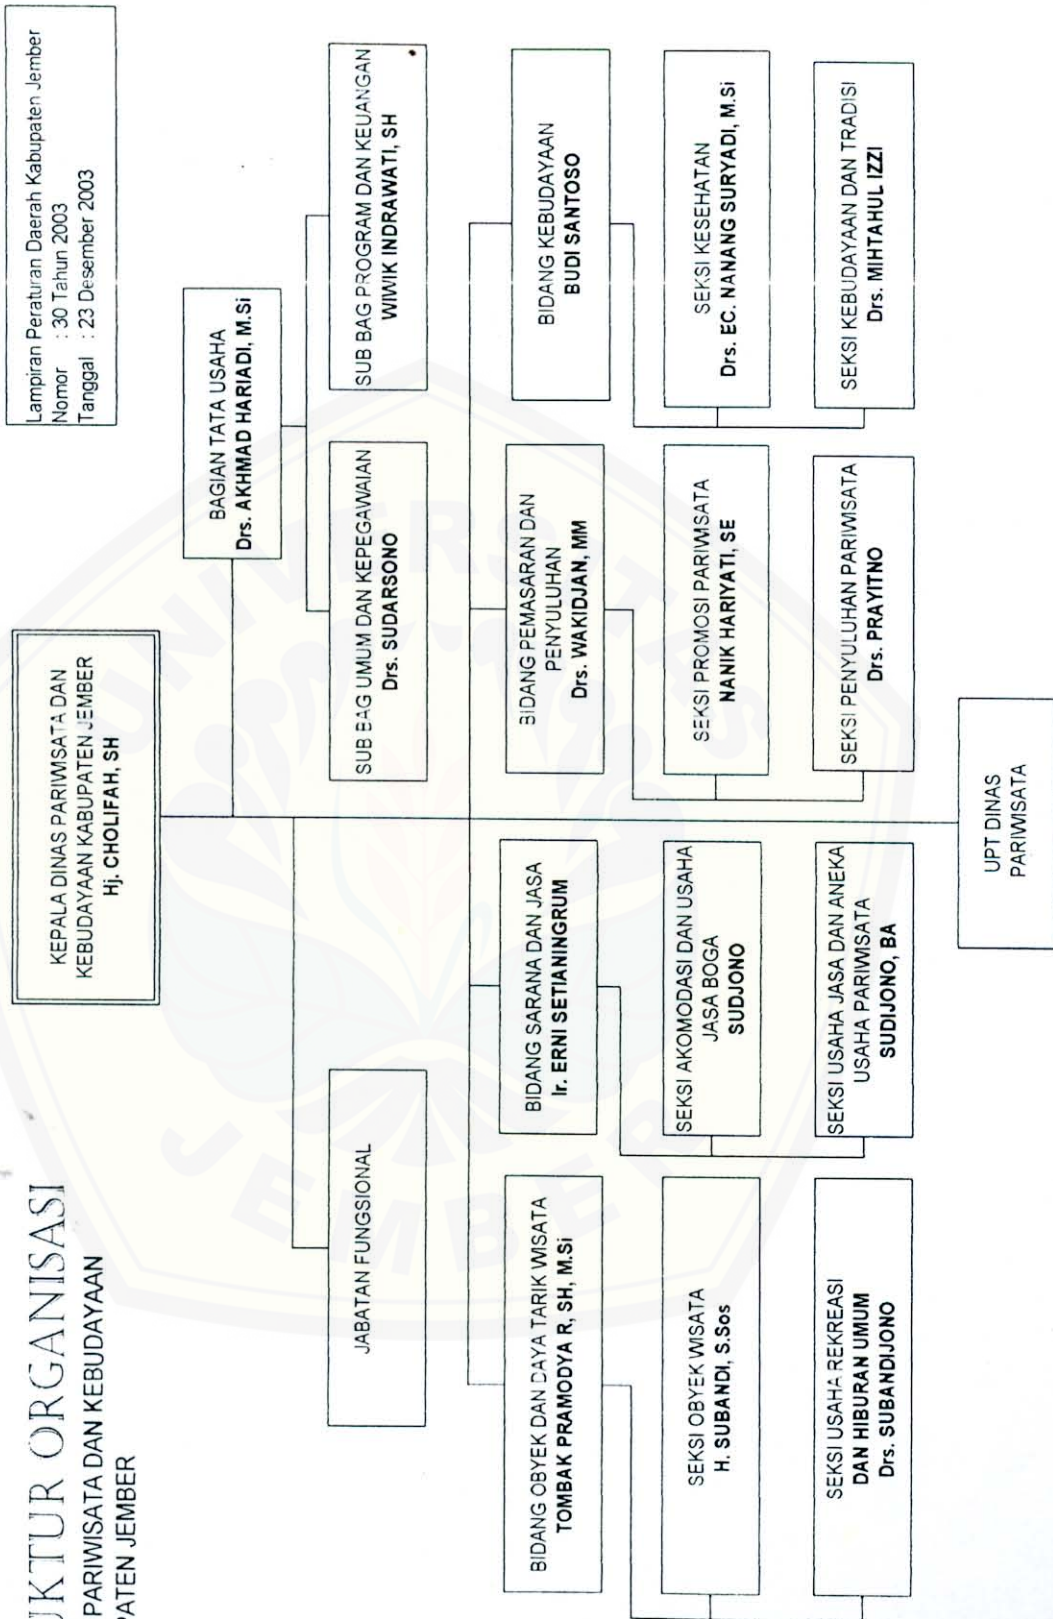 UKTUR ORGANISASI
PARIWISATA DAN KEBUDAYAAN
PATEN JEMBER
Lampiran Peraturan Daerah Kabupaten Jember
Nomor : 30 Tahun 2003
Tanggal : 23 Desember 2003
KEPALA DINAS PARIWISATA DAN
KEBUDAYAAN KABUPATEN JEMBER
Hj. CHOLIFAH, SH
BAGIAN TATA USAHA
Drs. AKHMAD HARIADI, M.Si
JABATAN FUNGSIONAL
SUB BAG UMUM DAN KEPEGAWAIAN
Drs. SUDARSONO
SUB BAG PROGRAM DAN KEUANGAN
WIWIK INDRAWATI, SH
BIDANG OBYEK DAN DAYA TARIK WISATA
TOMBAK PRAMODYA R, SH, M.Si
BIDANG SARANA DAN JASA
Ir. ERNI SETIANINGRUM
BIDANG PEMASARAN DAN
PENYULUHAN
Drs. WAKIDJAN, MM
BIDANG KEBUDAYAAN
BUDI SANTOSO
SEKSI OBYEK WISATA
H. SUBANDI, S.Sos
SEKSI AKOMODASI DAN USAHA
JASA BOGA
SUDJONO
SEKSI PROMOSI PARIWISATA
NANIK HARIYATI, SE
SEKSI KESEHATAN
Drs. EC. NANANG SURYADI, M.Si
SEKSI USAHA REKREASI
DAN HIBURAN UMUM
Drs. SUBANDIJONO
SEKSI USAHA JASA DAN ANEKA
USAHA PARIWISATA
SUDIJONO, BA
SEKSI PENYULUHAN PARIWISATA
Drs. PRAYITNO
SEKSI KEBUDAYAAN DAN TRADISI
Drs. MIHTAHUL IZZI
UPT DINAS
PARIWISATA
UNIVERSITAS
JEMBER